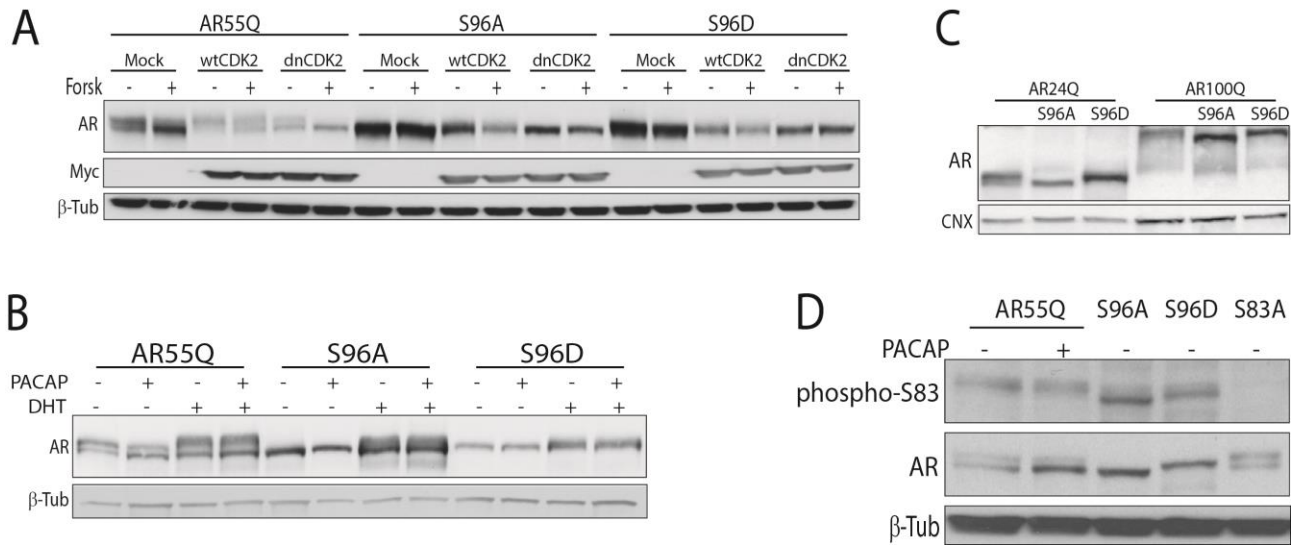 A
AR55Q S96A S96D
Mock wtCDK2 dnCDK2 Mock wtCDK2 dnCDK2 Mock wtCDK2 dnCDK2
Forsk - + - + - + - + - + - + - + - + - +
AR
Myc
β-Tub
B
AR55Q S96A S96D
PACAP - + - + - + - + - + - +
DHT - - + + - - + + - - + +
AR
β-Tub
C
AR24Q AR100Q
S96A S96D S96A S96D
AR
CNX
D
AR55Q S96A S96D S83A
PACAP - + - - -
phospho-S83
AR
β-Tub